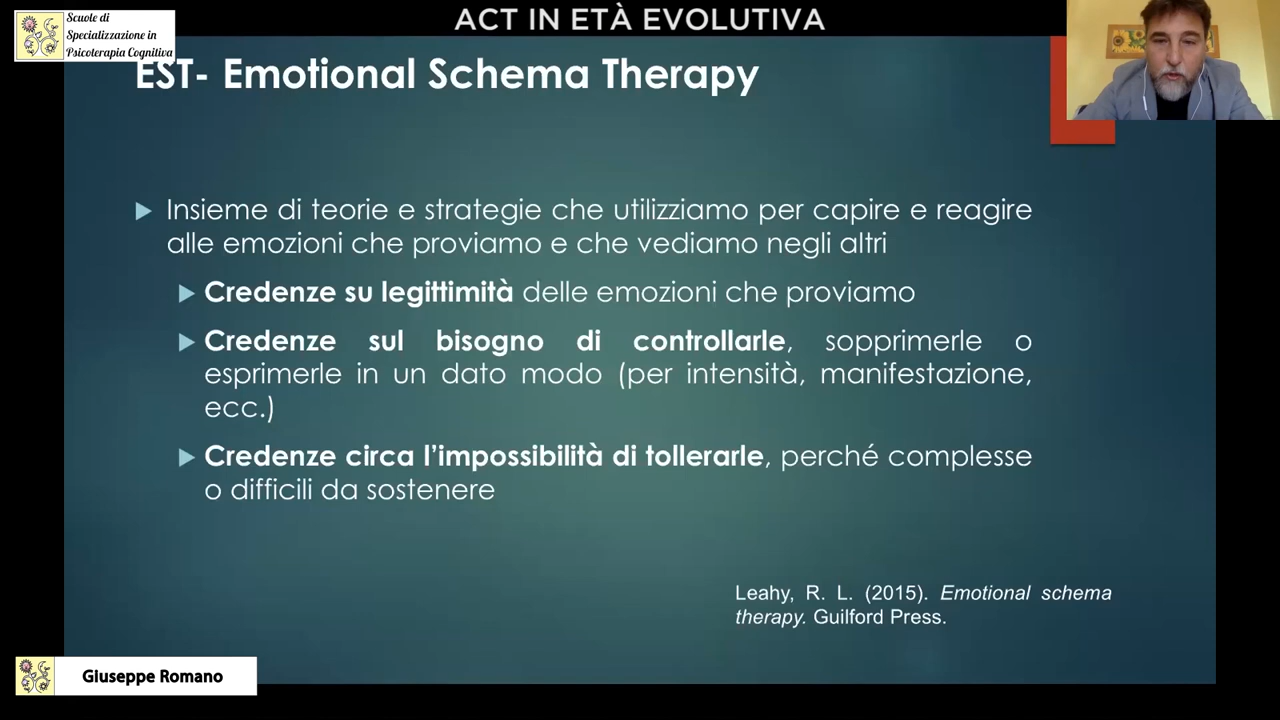 ACT IN ETÀ EVOLUTIVA
Scuole di
Specializzazione in
Psicoterapia Cognitiva
EST- Emotional Schema Therapy
Insieme di teorie e strategie che utilizziamo per capire e reagire
alle emozioni che proviamo e che vediamo negli altri
Credenze su legittimità delle emozioni che proviamo
Credenze sul bisogno di controllarle, sopprimerle o
esprimerle in un dato modo (per intensità, manifestazione,
ecc.)
Credenze circa l’impossibilità di tollerarle, perché complesse
o difficili da sostenere
Leahy, R. L. (2015). Emotional schema
therapy. Guilford Press.
Giuseppe Romano